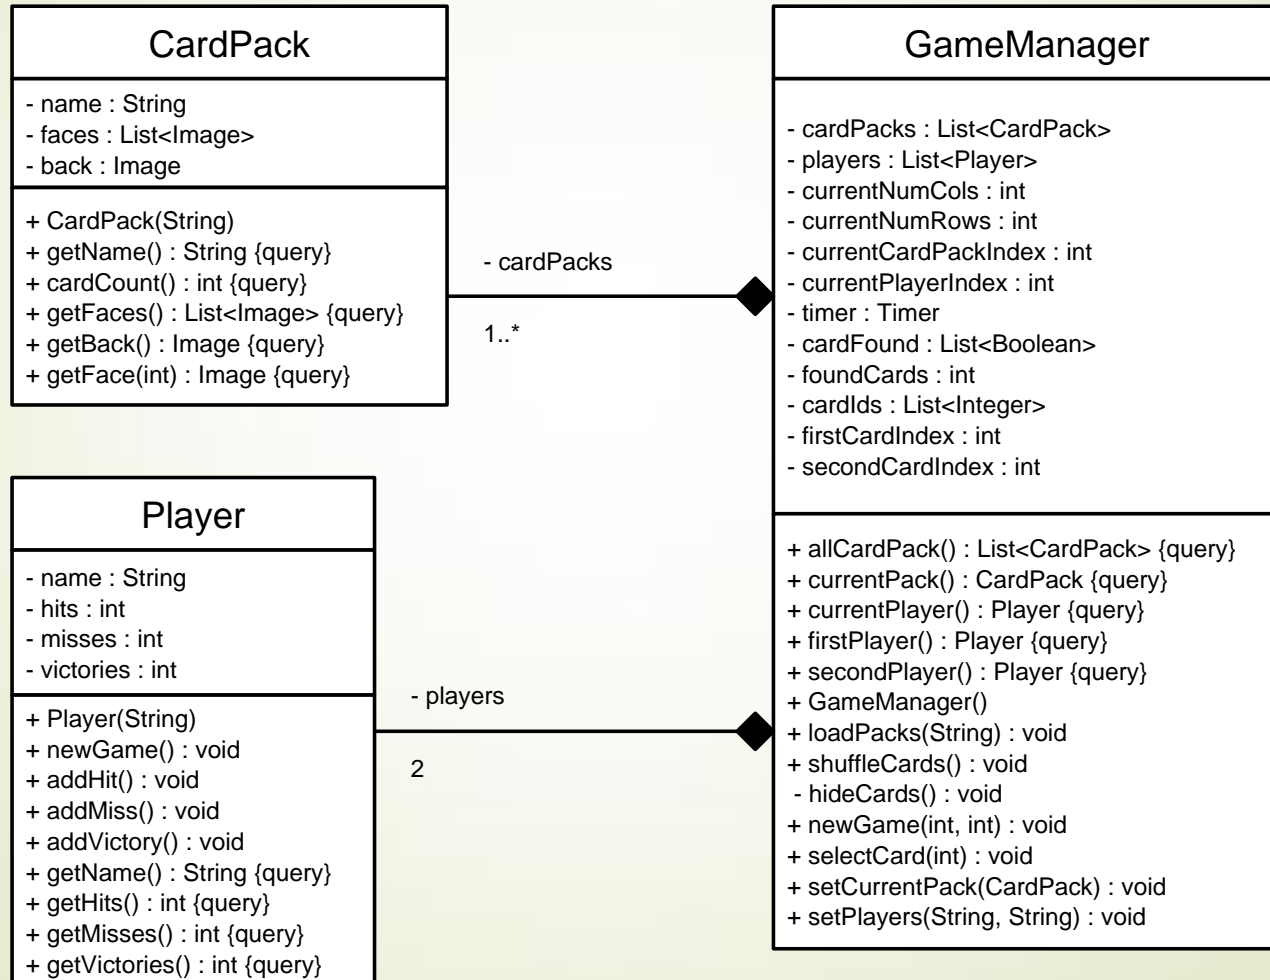 CardPack
- name : String
- faces : List<Image>
- back : Image
+ CardPack(String)
+ getName() : String {query}
+ cardCount() : int {query}
+ getFaces() : List<Image> {query}
+ getBack() : Image {query}
+ getFace(int) : Image {query}
- cardPacks
1..*
Player
- name : String
- hits : int
- misses : int
- victories : int
+ Player(String)
+ newGame() : void
+ addHit() : void
+ addMiss() : void
+ addVictory() : void
+ getName() : String {query}
+ getHits() : int {query}
+ getMisses() : int {query}
+ getVictories() : int {query}
- players
2
GameManager
- cardPacks : List<CardPack>
- players : List<Player>
- currentNumCols : int
- currentNumRows : int
- currentCardPackIndex : int
- currentPlayerIndex : int
- timer : Timer
- cardFound : List<Boolean>
- foundCards : int
- cardIds : List<Integer>
- firstCardIndex : int
- secondCardIndex : int
+ allCardPack() : List<CardPack> {query}
+ currentPack() : CardPack {query}
+ currentPlayer() : Player {query}
+ firstPlayer() : Player {query}
+ secondPlayer() : Player {query}
+ GameManager()
+ loadPacks(String) : void
+ shuffleCards() : void
- hideCards() : void
+ newGame(int, int) : void
+ selectCard(int) : void
+ setCurrentPack(CardPack) : void
+ setPlayers(String, String) : void